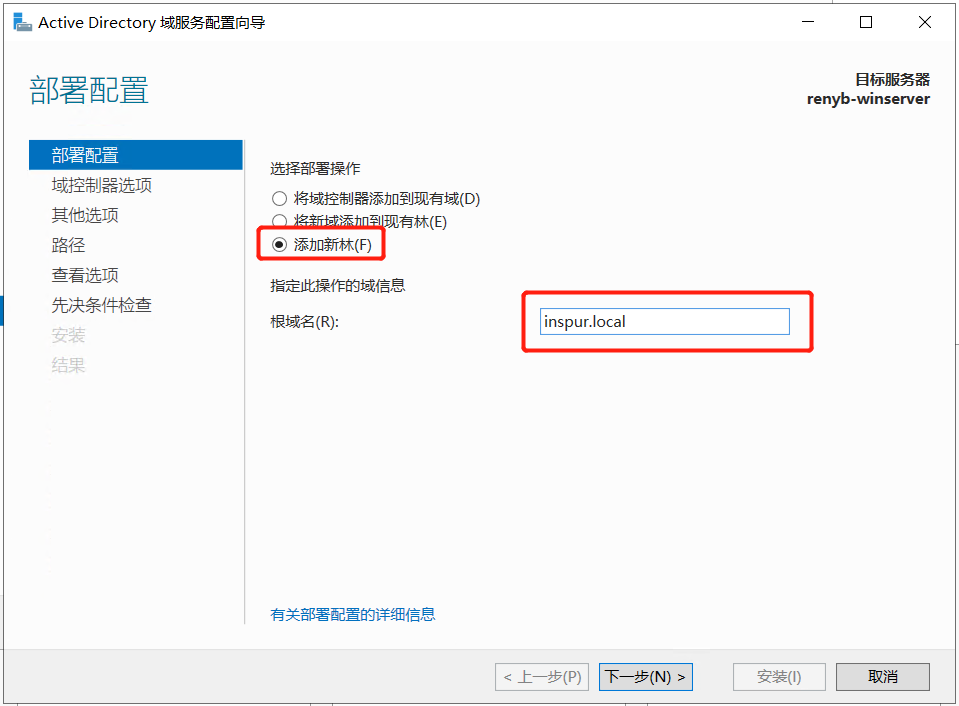 Active Directory 域服务配置向导
部署配置
目标服务器
renyb-winserver
部署配置
域控制器选项
其他选项
路径
查看选项
先决条件检查
安装
结果
选择部署操作
将域控制器添加到现有域(D)
将新域添加到现有林(E)
添加新林(F)
指定此操作的域信息
根域名(R):
inspur.local
有关部署配置的详细信息
< 上一步(P)
下一步(N) >
安装(I)
取消